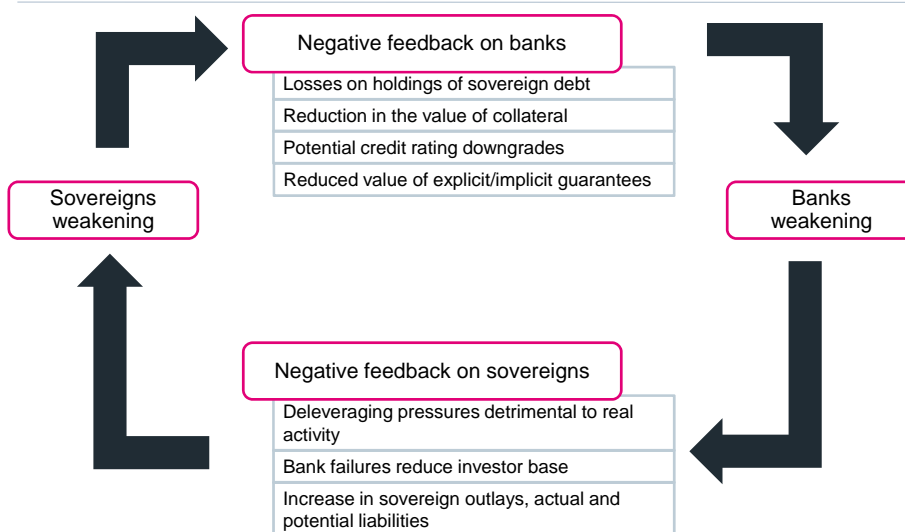 Negative feedback on banks
Losses on holdings of sovereign debt
Reduction in the value of collateral
Potential credit rating downgrades
Reduced value of explicit/implicit guarantees
Sovereigns
weakening
Banks
weakening
Negative feedback on sovereigns
Deleveraging pressures detrimental to real
activity
Bank failures reduce investor base
Increase in sovereign outlays, actual and
potential liabilities